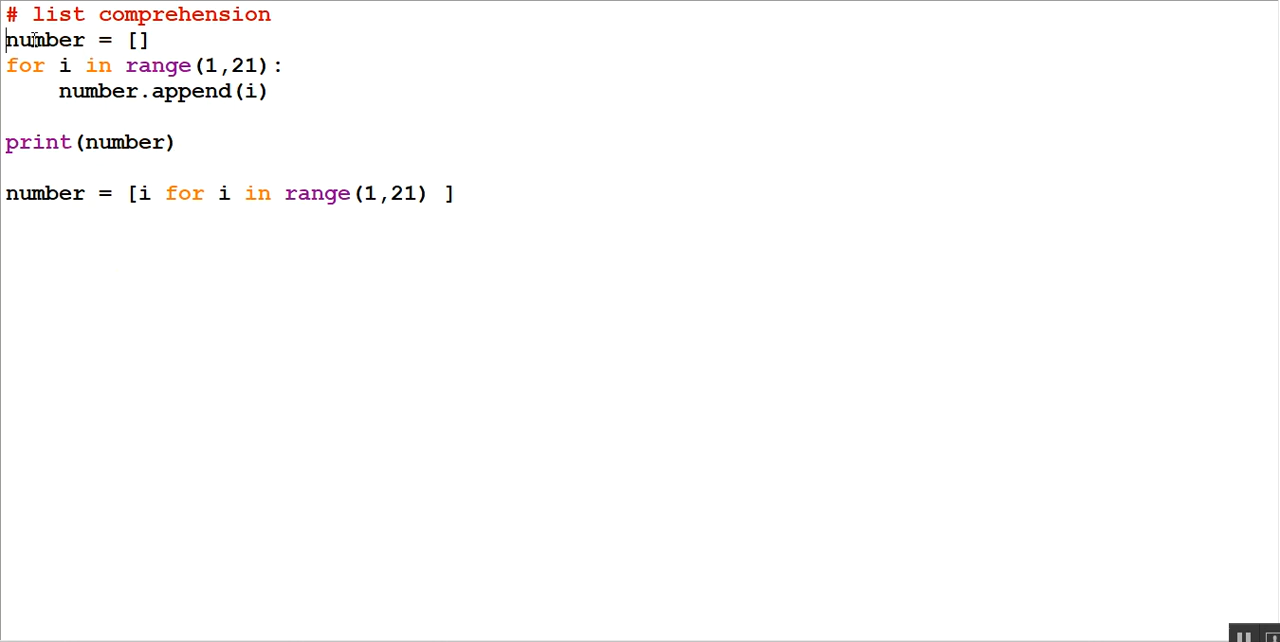 # list comprehension
number = []
for i in range(1,21):
    number.append(i)
print(number)
number = [i for i in range(1,21) ]